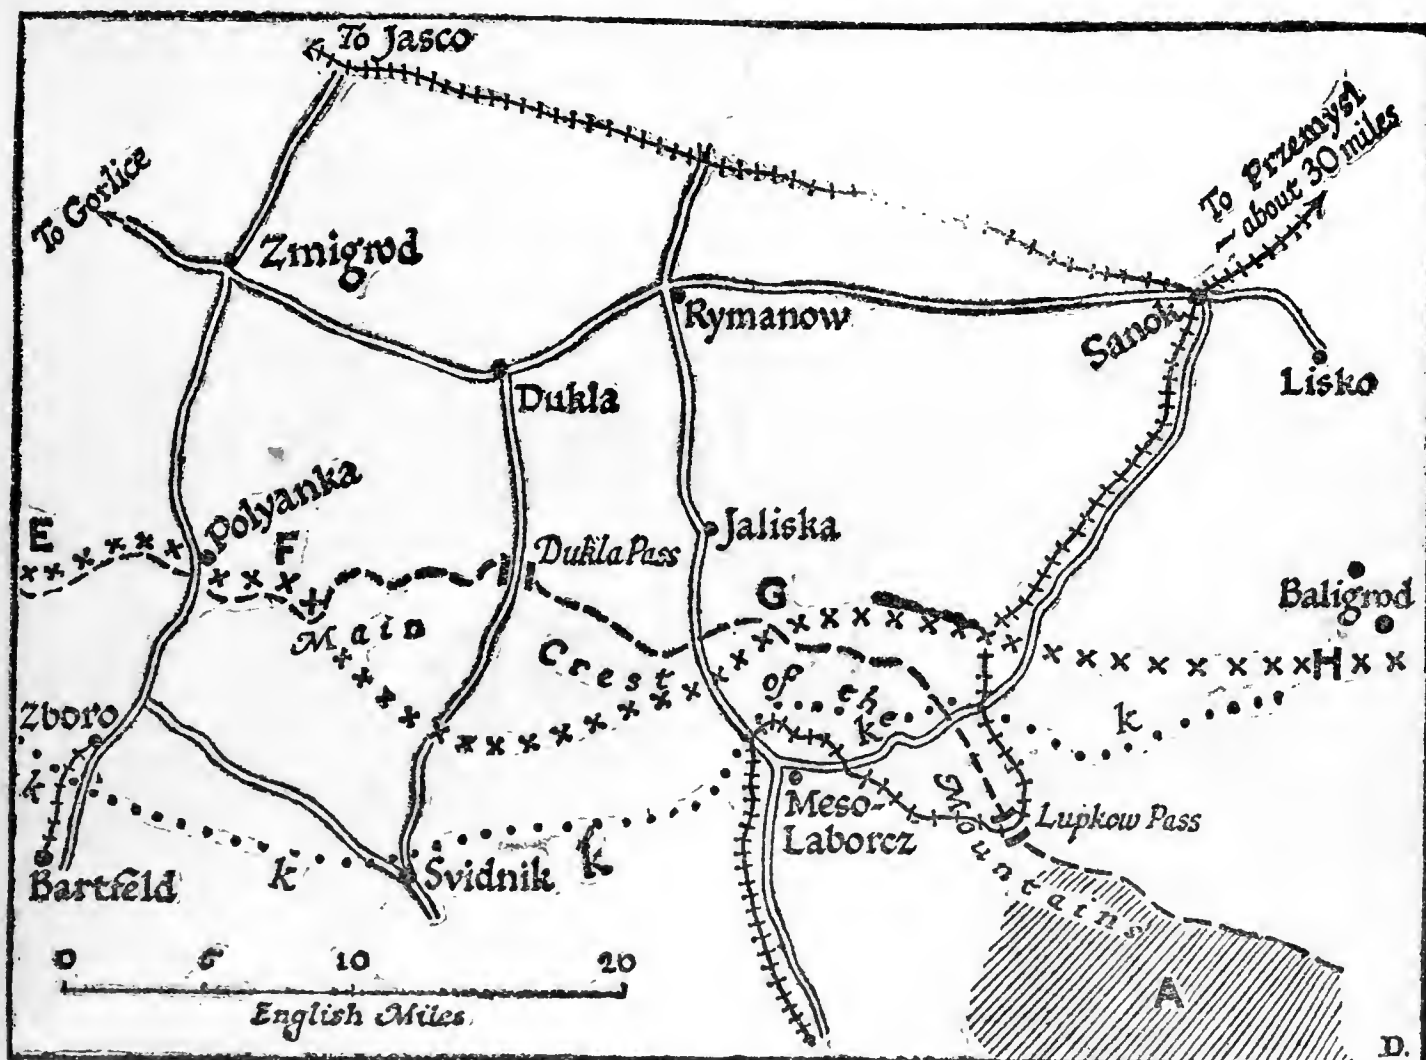 To Jasco
To Przemysl
about 30 miles
To Gorlice
Zmigrod
Rymanow
Sanok
Lisko
Dukla
Polyanka
E
F
Dukla Pass
Jaliska
G
Baligrod
H
Main
Crest
of the
Mountains
Zboro
k
k
k
k
k
Meso-
Laborcz
Lupkow Pass
Bartfeld
Svidnik
A
0 5 10 20
English Miles
D.